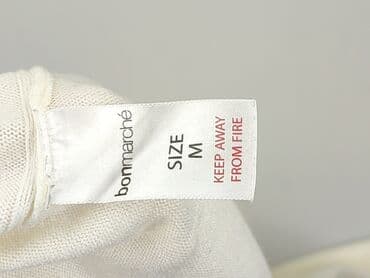 bonmarché
SIZE
M
KEEP AWAY
FROM FIRE